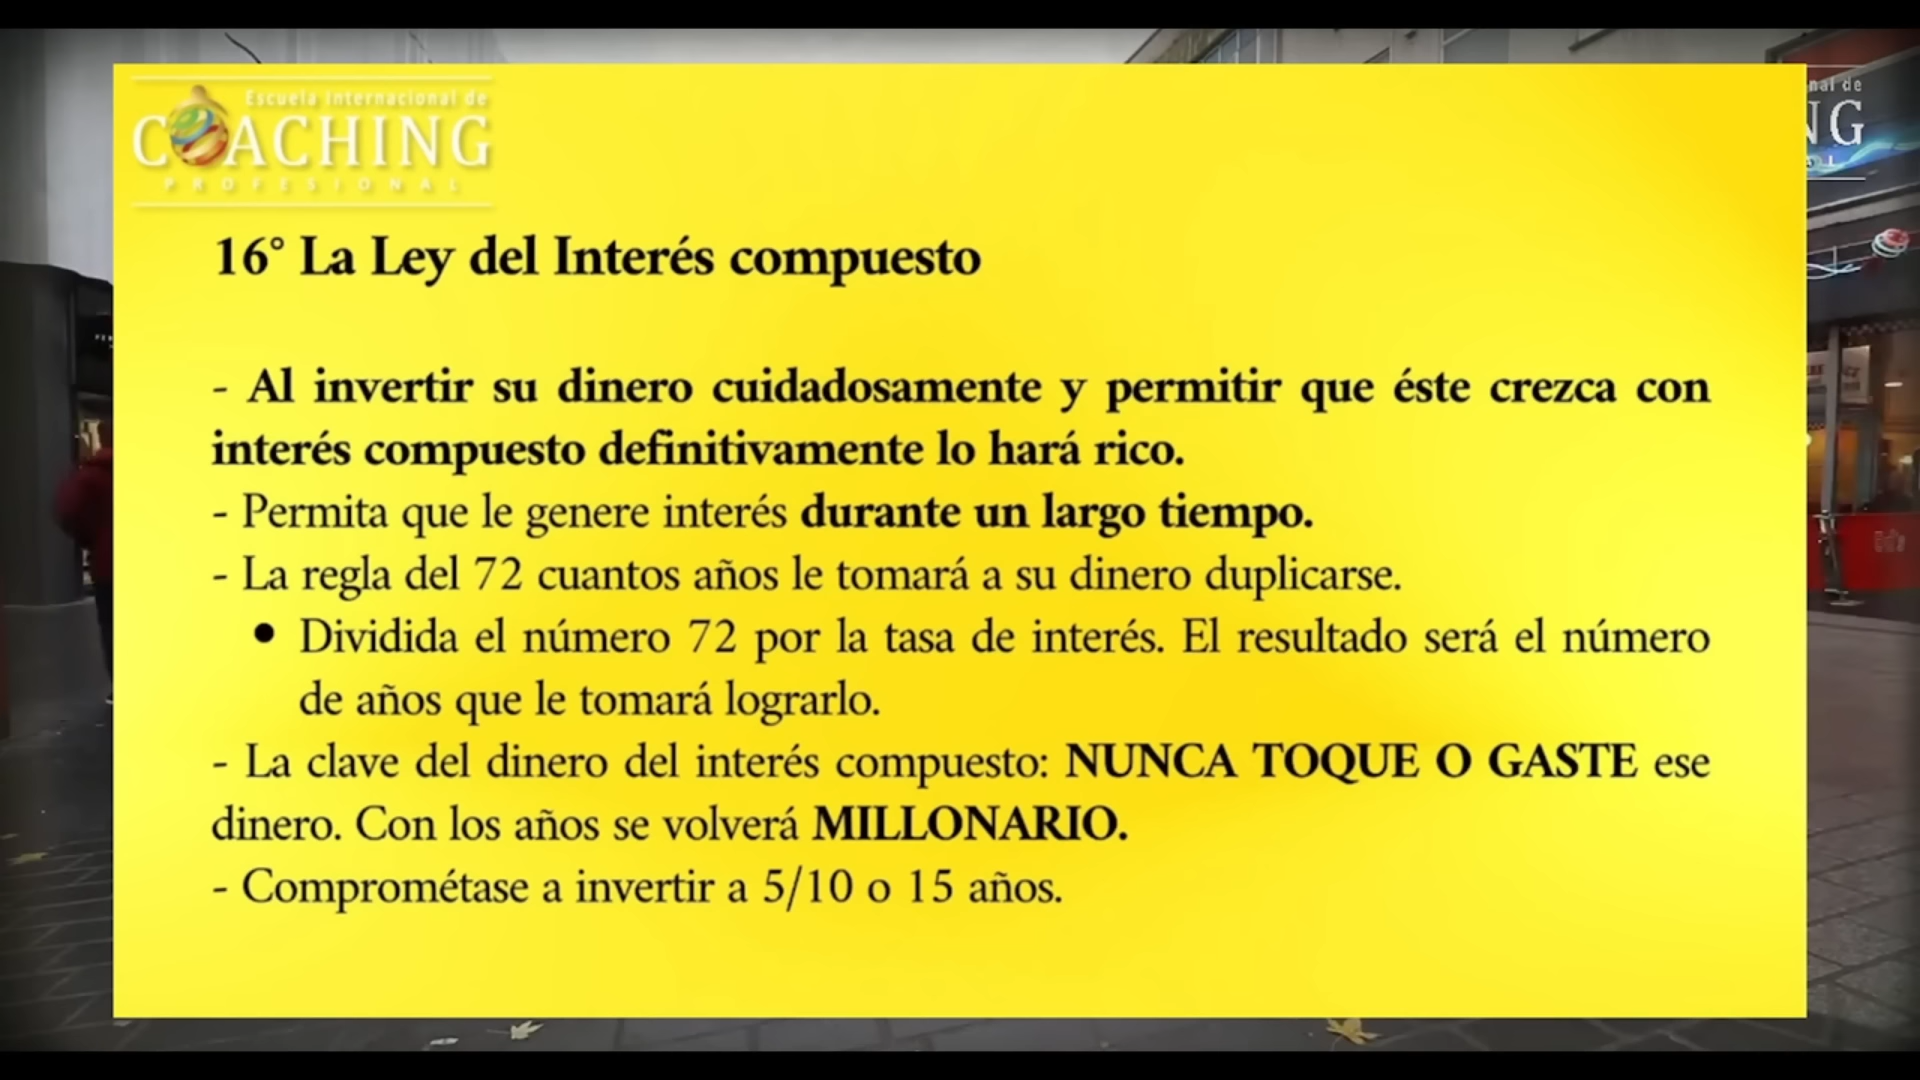 Escuela Internacional de
COACHING
PROFESIONAL
nal de
NG
AL
16° La Ley del Interés compuesto
- Al invertir su dinero cuidadosamente y permitir que éste crezca con
interés compuesto definitivamente lo hará rico.
- Permita que le genere interés durante un largo tiempo.
- La regla del 72 cuantos años le tomará a su dinero duplicarse.
• Dividida el número 72 por la tasa de interés. El resultado será el número
de años que le tomará lograrlo.
- La clave del dinero del interés compuesto: NUNCA TOQUE O GASTE ese
dinero. Con los años se volverá MILLONARIO.
- Comprométase a invertir a 5/10 o 15 años.